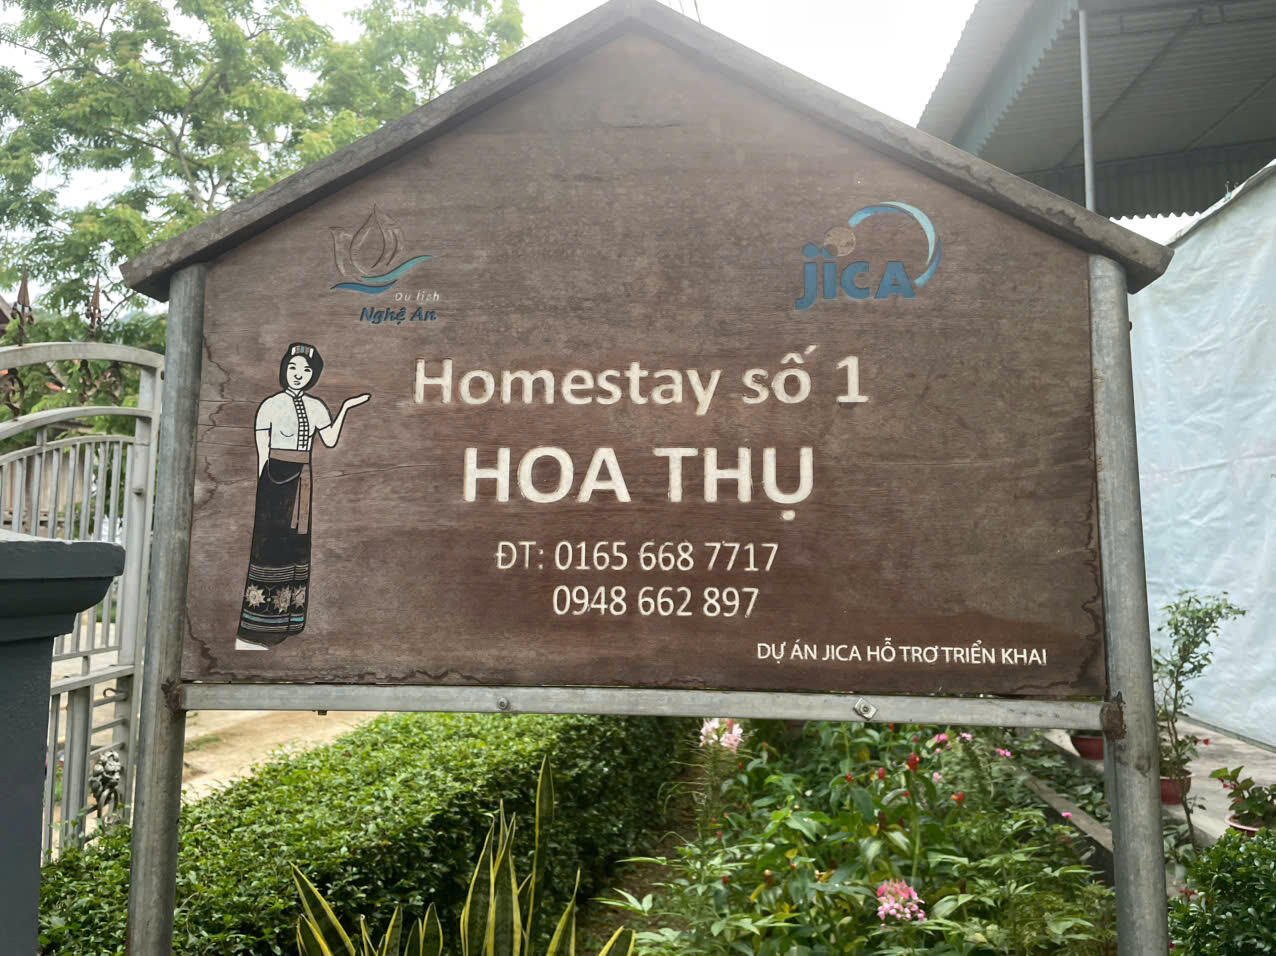 Du lịch
Nghệ An
jICA
Homestay số 1
HOA THỤ
ĐT: 0165 668 7717
0948 662 897
DỰ ÁN JICA HỖ TRƠ TRIỂN KHAI